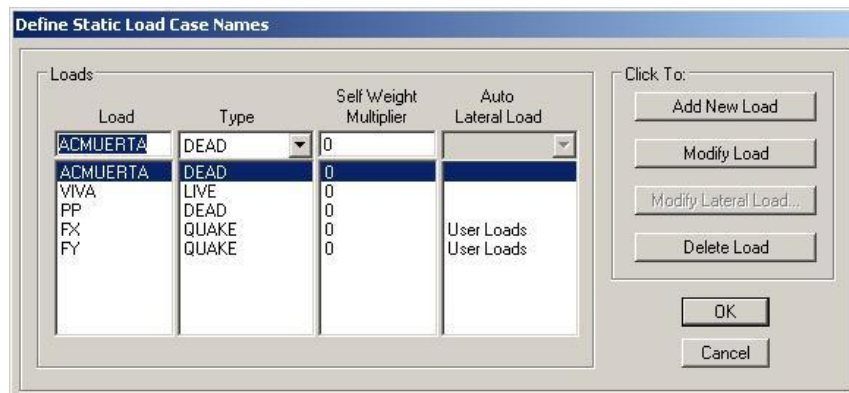 Define Static Load Case Names
Loads
Click To:
Load Type Self Weight Multiplier Auto Lateral Load
ACMUERTA DEAD 0
ACMUERTA DEAD 0
VIVA LIVE 0
PP DEAD 0
FX QUAKE 0 User Loads
FY QUAKE 0 User Loads
Add New Load
Modify Load
Modify Lateral Load...
Delete Load
OK
Cancel